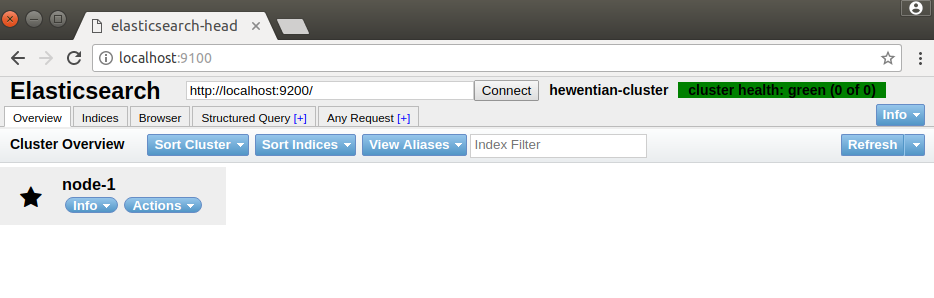 elasticsearch-head
localhost:9100
Elasticsearch http://localhost:9200/ Connect hewentian-cluster cluster health: green (0 of 0)
Overview Indices Browser Structured Query [+] Any Request [+] Info
Cluster Overview Sort Cluster Sort Indices View Aliases Index Filter Refresh
node-1
Info Actions